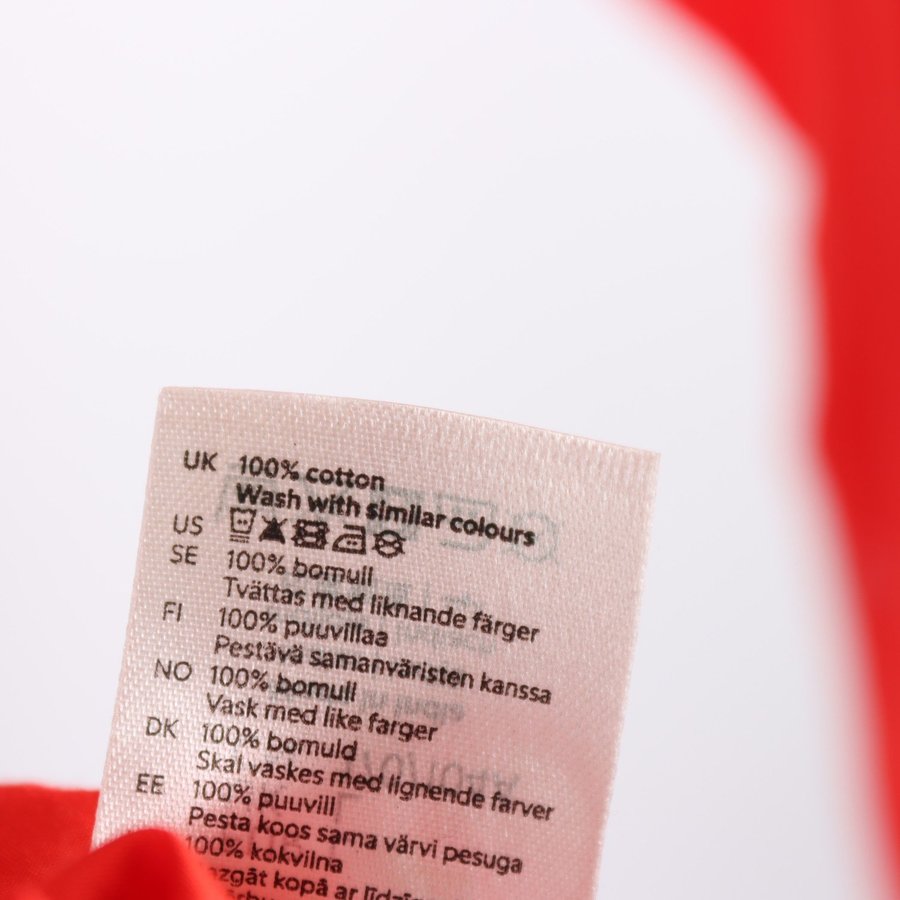 UK 100% cotton
Wash with similar colours
US
SE 100% bomull
Tvättas med liknande färger
FI 100% puuvillaa
Pestävä samanväristen kanssa
NO 100% bomull
Vask med like farger
DK 100% bomuld
Skal vaskes med lignende farver
EE 100% puuvill
Pesta koos sama värvi pesuga
100% kokvilna
kopā ar